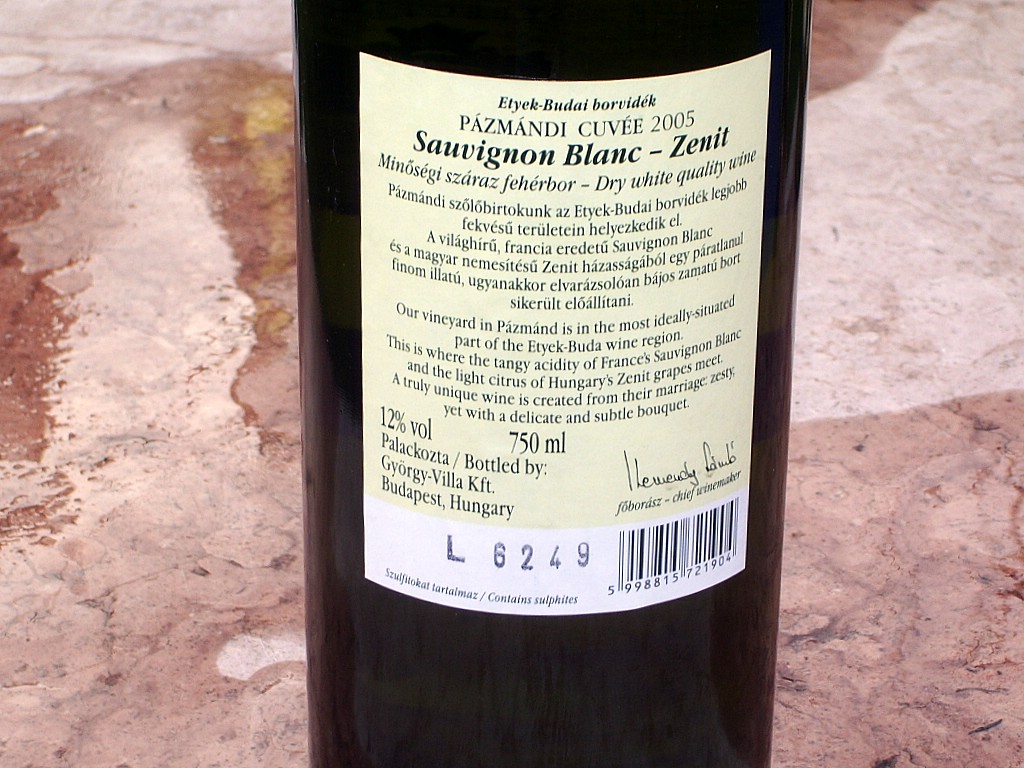 Etyek-Budai borvidék
PÁZMÁNDI CUVÉE 2005
Sauvignon Blanc – Zenit
Minőségi száraz fehérbor – Dry white quality wine
Pázmándi szőlőbirtokunk az Etyek-Budai borvidék legjobb
fekvésű területein helyezkedik el.
A világhírű, francia eredetű Sauvignon Blanc
és a magyar nemesítésű Zenit házasságából egy páratlanul
finom illatú, ugyanakkor elvarázsolóan bájos zamatú bort
sikerült előállítani.
Our vineyard in Pázmánd is in the most ideally-situated
part of the Etyek-Buda wine region.
This is where the tangy acidity of France's Sauvignon Blanc
and the light citrus of Hungary's Zenit grapes meet.
A truly unique wine is created from their marriage: zesty,
yet with a delicate and subtle bouquet.
12% vol 750 ml
Palackozta / Bottled by:
György-Villa Kft.
Budapest, Hungary
főborász – chief winemaker
L 6249
5 998815 721904
Szulfitokat tartalmaz / Contains sulphites